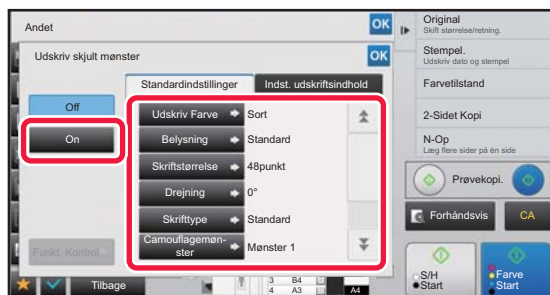 Andet
OK
Udskriv skjult mønster
OK
Standardindstillinger
Indst. udskriftsindhold
Off
On
Udskriv Farve
Sort
Belysning
Standard
Skriftstørrelse
48punkt
Drejning
0°
Skrifttype
Standard
Camouflagemøn-
ster
Mønster 1
Funkt. Kontrol
Tilbage
3 B4
4 A3
A4
Original
Skift størrelse/retning.
Stempel.
Udskriv dato og stempel
Farvetilstand
2-Sidet Kopi
N-Op
Læg flere sider på én side
Prøvekopi.
Forhåndsvis
CA
S/H
Start
Farve
Start